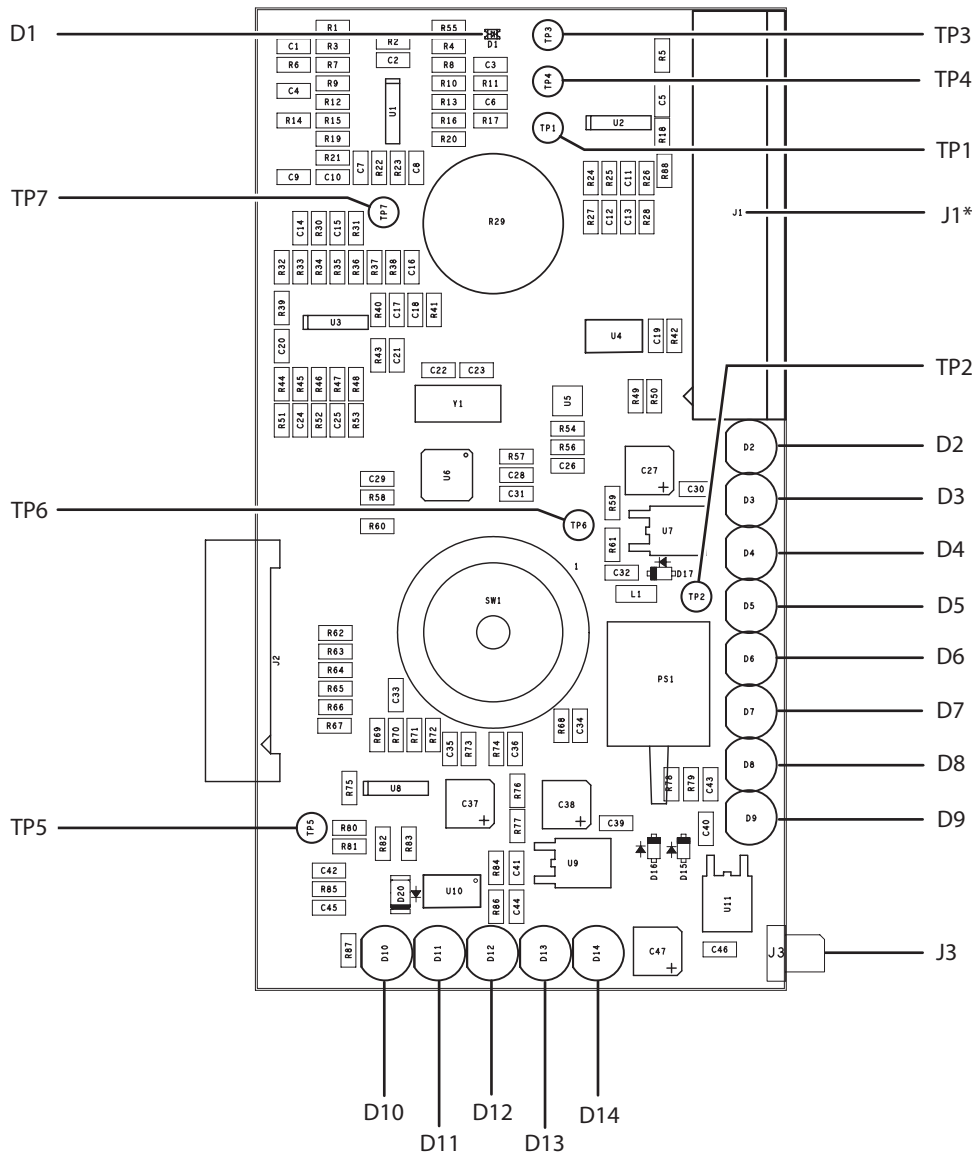 D1
R1
R55
D1
TP3
TP3
C1
R3
R2
R4
R5
R6
R7
C2
R8
C3
TP4
TP4
R9
R10
R11
C4
R12
U1
R13
C6
C5
R14
R15
R16
R17
TP1
U2
R18
TP1
R19
R20
R21
C7
R22
R23
C8
R24
R25
C11
R26
R88
C9
C10
TP7
TP7
R29
R27
C12
C13
R28
J1
J1*
C14
R30
C15
R31
R32
R33
R34
R35
R36
R37
R38
C16
R39
U3
R40
C17
C18
R41
U4
C19
R42
C20
R43
C21
TP2
C22
C23
R44
R45
R46
R47
R48
Y1
U5
R49
R50
R51
C24
R52
C25
R53
R54
R56
D2
D2
R57
C26
C29
U6
C28
C27
+
R58
C31
C30
D3
D3
R59
TP6
R60
TP6
U7
R61
D4
D4
1
C32
D17
L1
TP2
D5
D5
SW1
R62
R63
J2
R64
D6
D6
R65
PS1
R66
C33
R67
D7
D7
R69
R70
R71
R72
R68
C34
C35
R73
R74
C36
D8
D8
R75
U8
R76
R78
R79
C43
C37
+
C38
+
TP5
TP5
R80
R77
C39
C40
D9
D9
R81
R82
R83
C42
R84
C41
U9
D16
D15
R85
D20
U10
C45
R86
C44
U11
R87
D10
D11
D12
D13
D14
C47
+
C46
J3
J3
D10
D12
D14
D11
D13